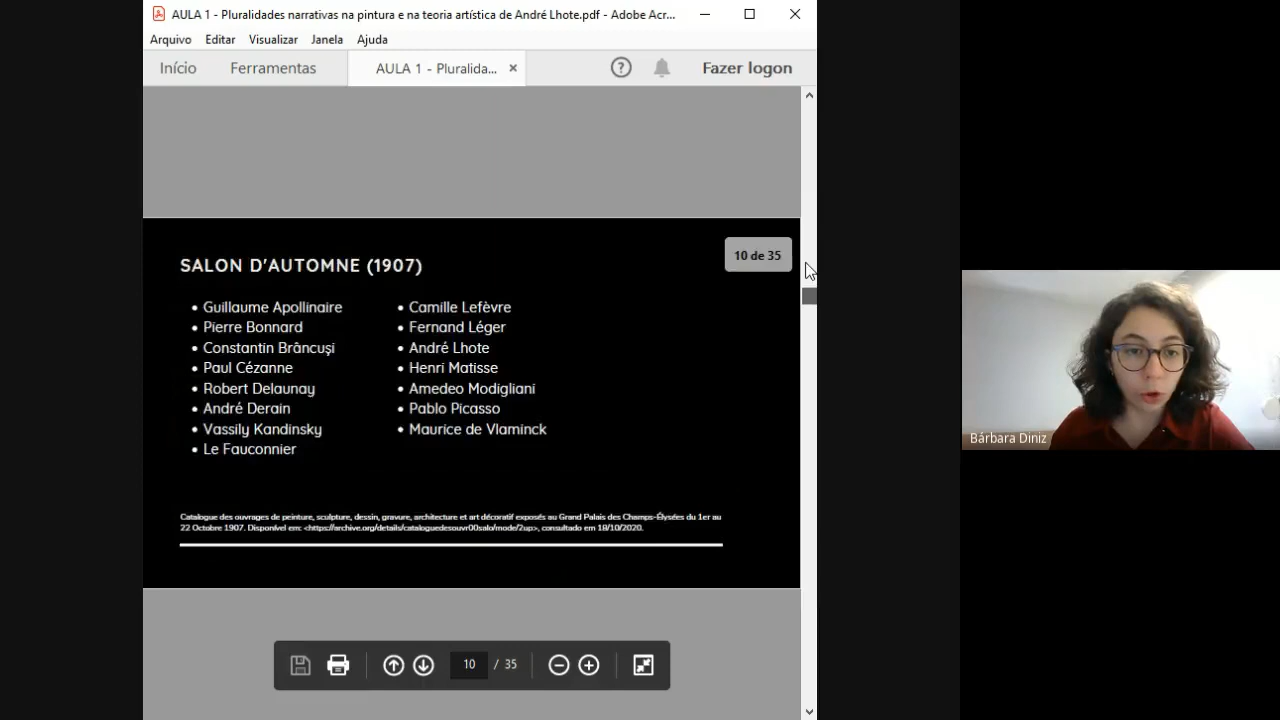 AULA 1 - Pluralidades narrativas na pintura e na teoria artística de André Lhote.pdf - Adobe Acr...
Arquivo Editar Visualizar Janela Ajuda
Início Ferramentas AULA 1 - Pluralida... × ? Fazer logon
10 de 35
SALON D'AUTOMNE (1907)
• Guillaume Apollinaire
• Pierre Bonnard
• Constantin Brâncuşi
• Paul Cézanne
• Robert Delaunay
• André Derain
• Vassily Kandinsky
• Le Fauconnier
• Camille Lefèvre
• Fernand Léger
• André Lhote
• Henri Matisse
• Amedeo Modigliani
• Pablo Picasso
• Maurice de Vlaminck
Catalogue des ouvrages de peinture, sculpture, dessin, gravure, architecture et art décoratif exposés au Grand Palais des Champs-Élysées du 1er au
22 Octobre 1907. Disponível em: <https://archive.org/details/cataloguedesouvr00salo/mode/2up>, consultado em 18/10/2020.
10 / 35
Bárbara Diniz